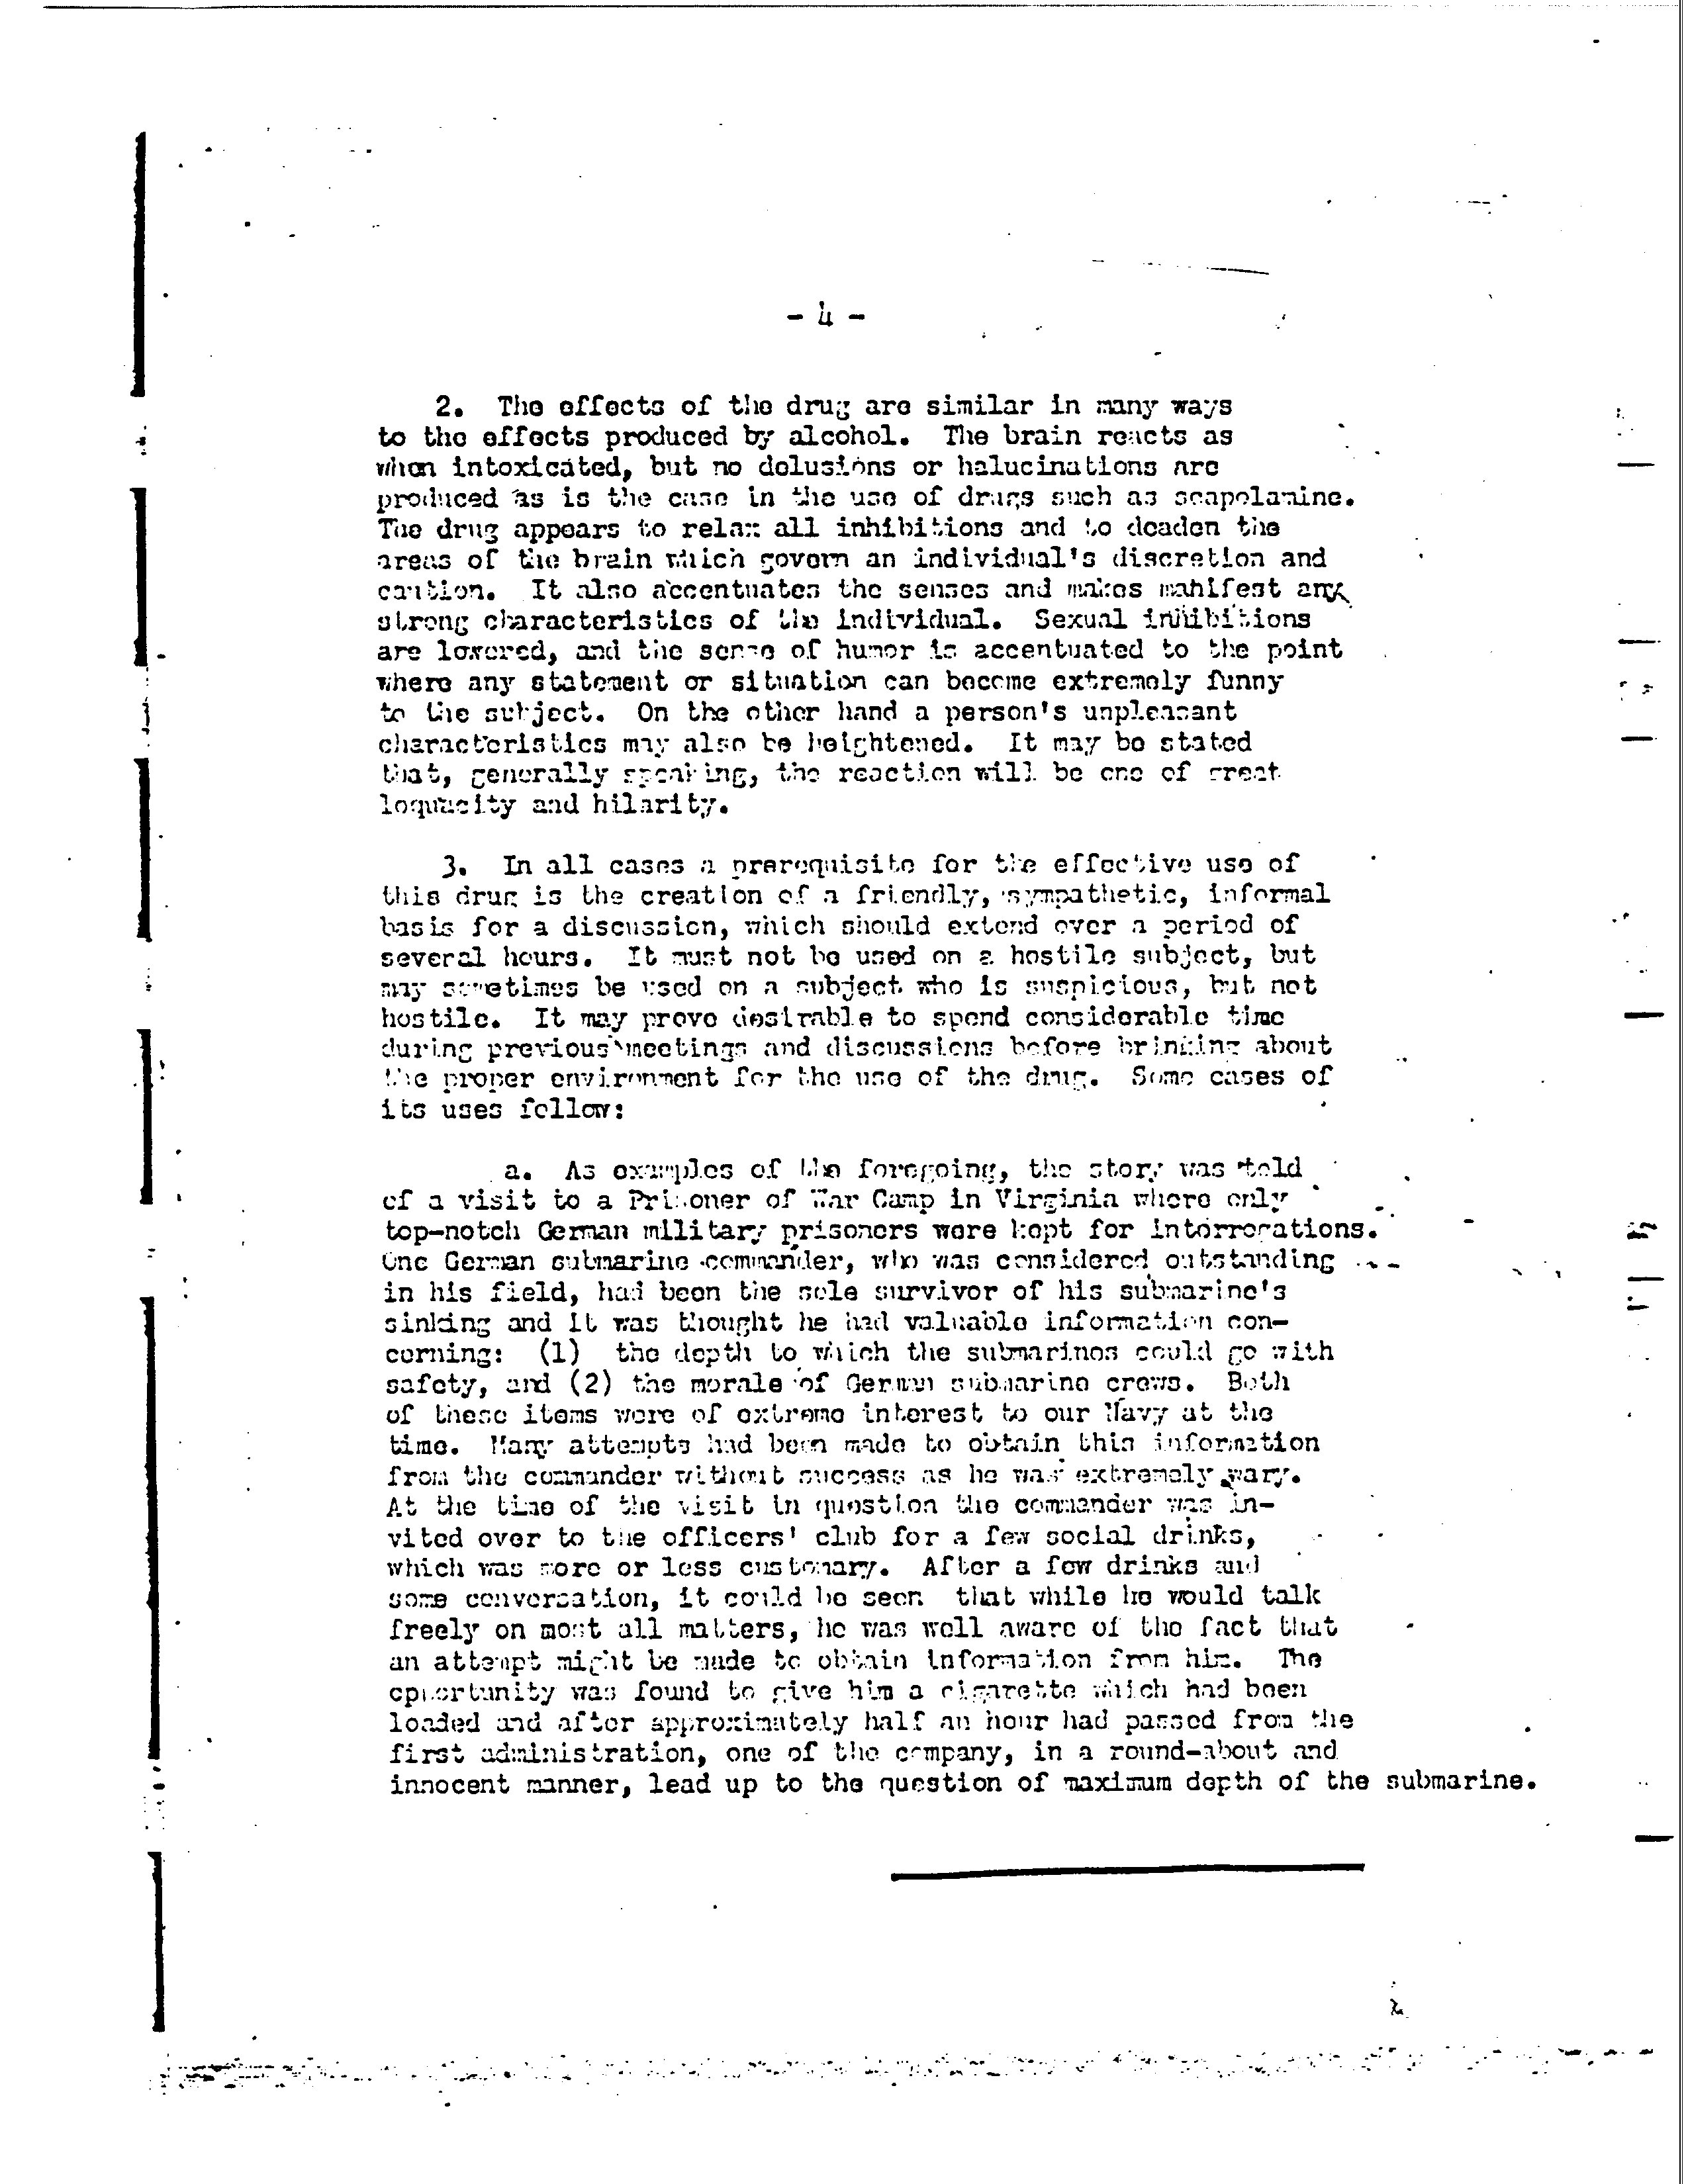 - 4 -
2. The effects of the drug are similar in many ways
to the effects produced by alcohol. The brain reacts as
when intoxicated, but no delusions or halucinations are
produced as is the case in the use of drugs such as scapolamine.
The drug appears to relax all inhibitions and to deaden the
areas of the brain which govern an individual's discretion and
caution. It also accentuates the senses and makes manifest any
strong characteristics of the individual. Sexual inhibitions
are lowered, and the sense of humor is accentuated to the point
where any statement or situation can become extremely funny
to the subject. On the other hand a person's unpleasant
characteristics may also be heightened. It may be stated
that, generally speaking, the reaction will be one of great
loquacity and hilarity.
3. In all cases a prerequisite for the effective use of
this drug is the creation of a friendly, sympathetic, informal
basis for a discussion, which should extend over a period of
several hours. It must not be used on a hostile subject, but
may sometimes be used on a subject who is suspicious, but not
hostile. It may prove desirable to spend considerable time
during previous meetings and discussions before brinking about
the proper environment for the use of the drug. Some cases of
its uses follow:
a. As examples of the foregoing, the story was told
of a visit to a Prisoner of War Camp in Virginia where only
top-notch German military prisoners were kept for interrogations.
One German submarine commander, who was considered outstanding
in his field, had been the sole survivor of his submarine's
sinking and it was thought he had valuable information con-
cerning: (1) the depth to which the submarines could go with
safety, and (2) the morale of German submarine crews. Both
of these items were of extreme interest to our Navy at the
time. Many attempts had been made to obtain this information
from the commander without success as he was extremely wary.
At the time of the visit in question the commander was in-
vited over to the officers' club for a few social drinks,
which was more or less customary. After a few drinks and
some conversation, it could be seen that while he would talk
freely on most all matters, he was well aware of the fact that
an attempt might be made to obtain information from him. The
opportunity was found to give him a cigarette which had been
loaded and after approximately half an hour had passed from the
first administration, one of the company, in a round-about and
innocent manner, lead up to the question of maximum depth of the submarine.